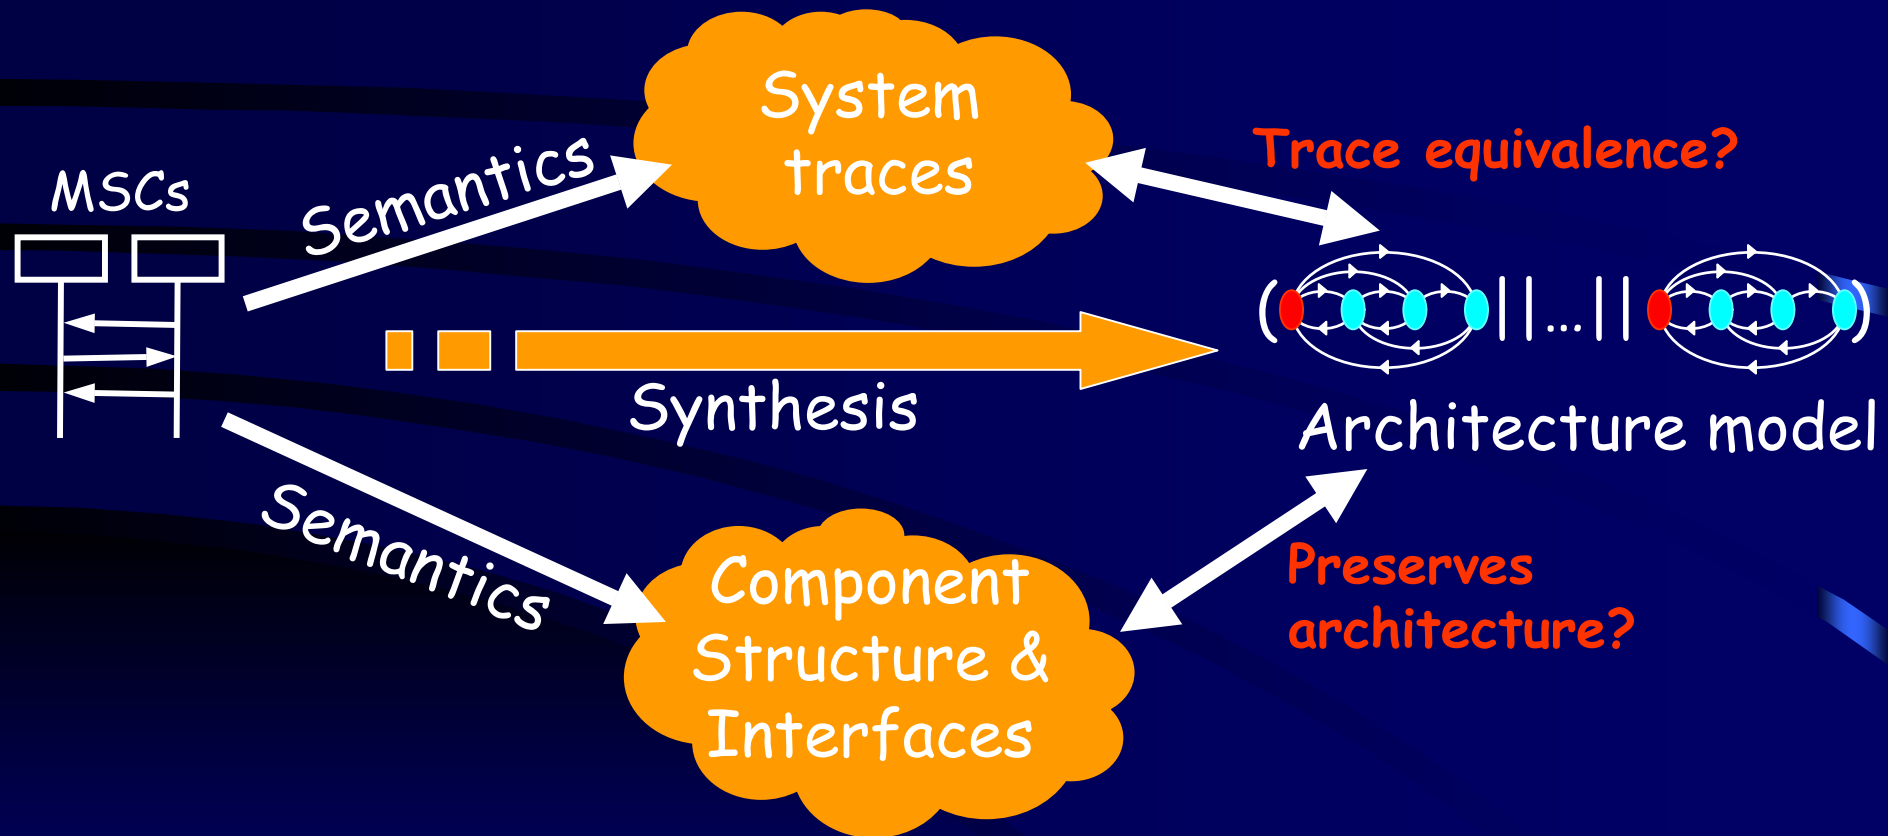 System
traces
Trace equivalence?
MSCs
Semantics
(||...||)
Synthesis
Architecture model
Semantics
Component
Structure &
Interfaces
Preserves
architecture?